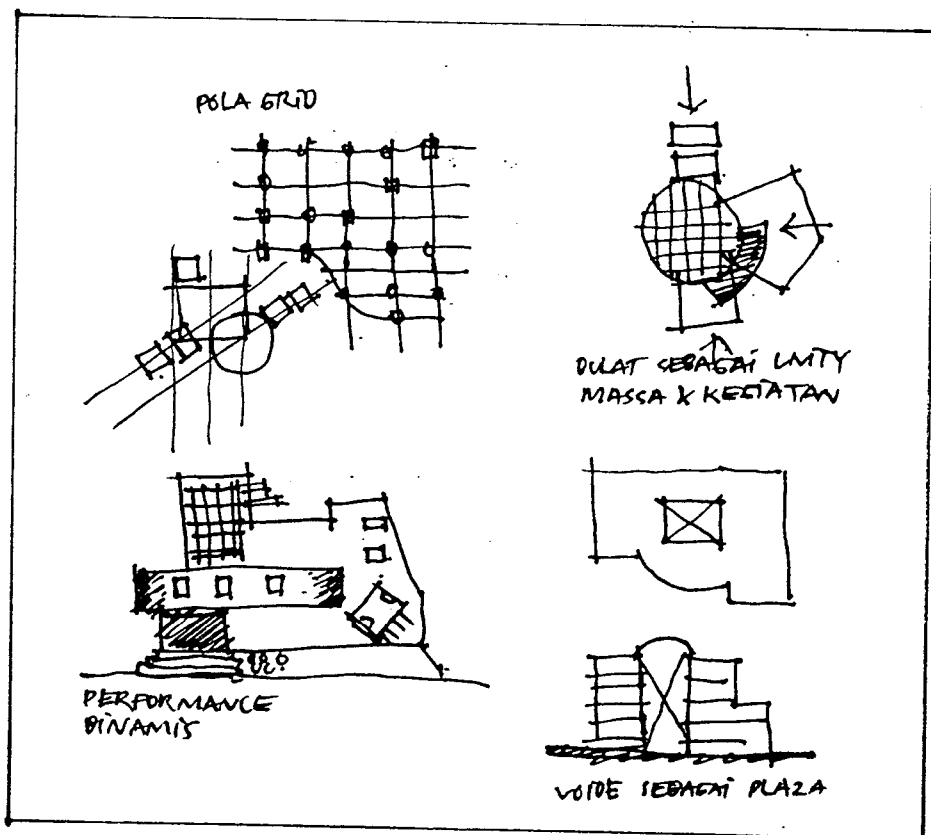 POLA GRID
BULAT SEBAGAI UNITY
MASSA & KEGIATAN
PERFORMANCE
DINAMIS
VOIDE SEBAGAI PLAZA